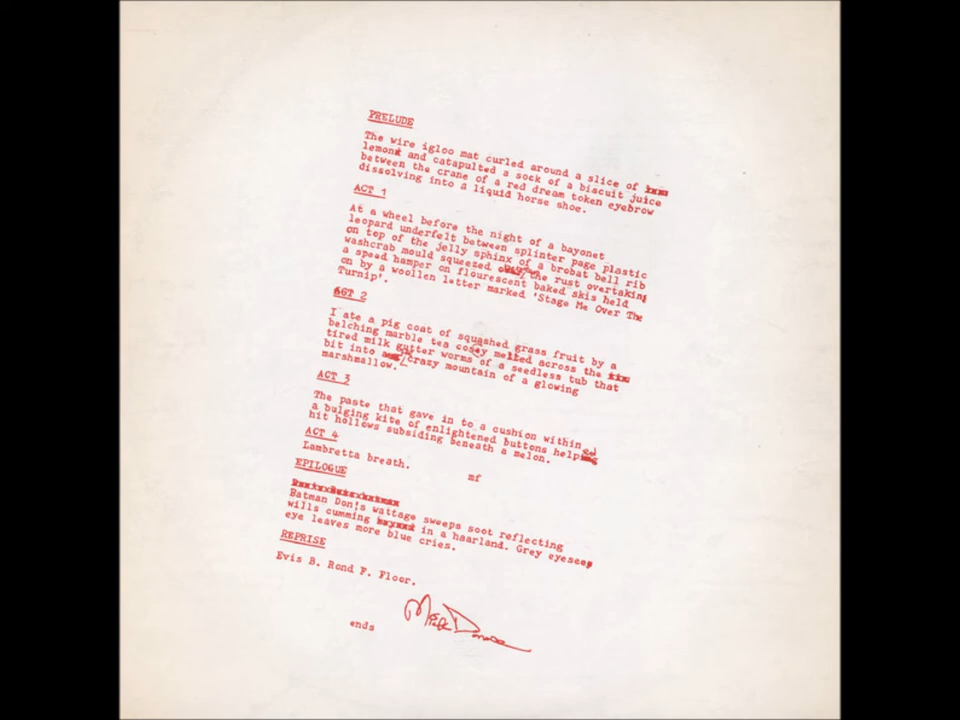 PRELUDE
The wire igloo mat curled around a slice of
lemon and catapulted a sock of a biscuit juice
between the crane of a red dream token eyebrow
dissolving into a liquid horse shoe.
ACT 1
At a wheel before the night of a bayonet
leopard underfelt between splinter page plastic
on top of the jelly sphinx of a brobat bell rib
washcrab mould squeezed the rust overtaking
a speed hamper on flourescent baked skis held
on by a woollen letter marked 'Stage Me Over The
Turnip'.
ACT 2
I ate a pig coat of squashed grass fruit by a
belching marble tea cosey melted across the
tired milk gutter worms of a seedless tub that
bit into crazy mountain of a glowing
marshmallow.
ACT 3
The paste that gave in to a cushion within
a bulging kite of enlightened buttons helped
hit hollows subsiding beneath a melon.
ACT 4
Lambretta breath.
mf
EPILOGUE
Batman Don's wattage sweeps soot reflecting
wills cumming in a haarland. Grey eyesee
eye leaves more blue cries.
REPRISE
Evis B. Rond F. Floor.
ends